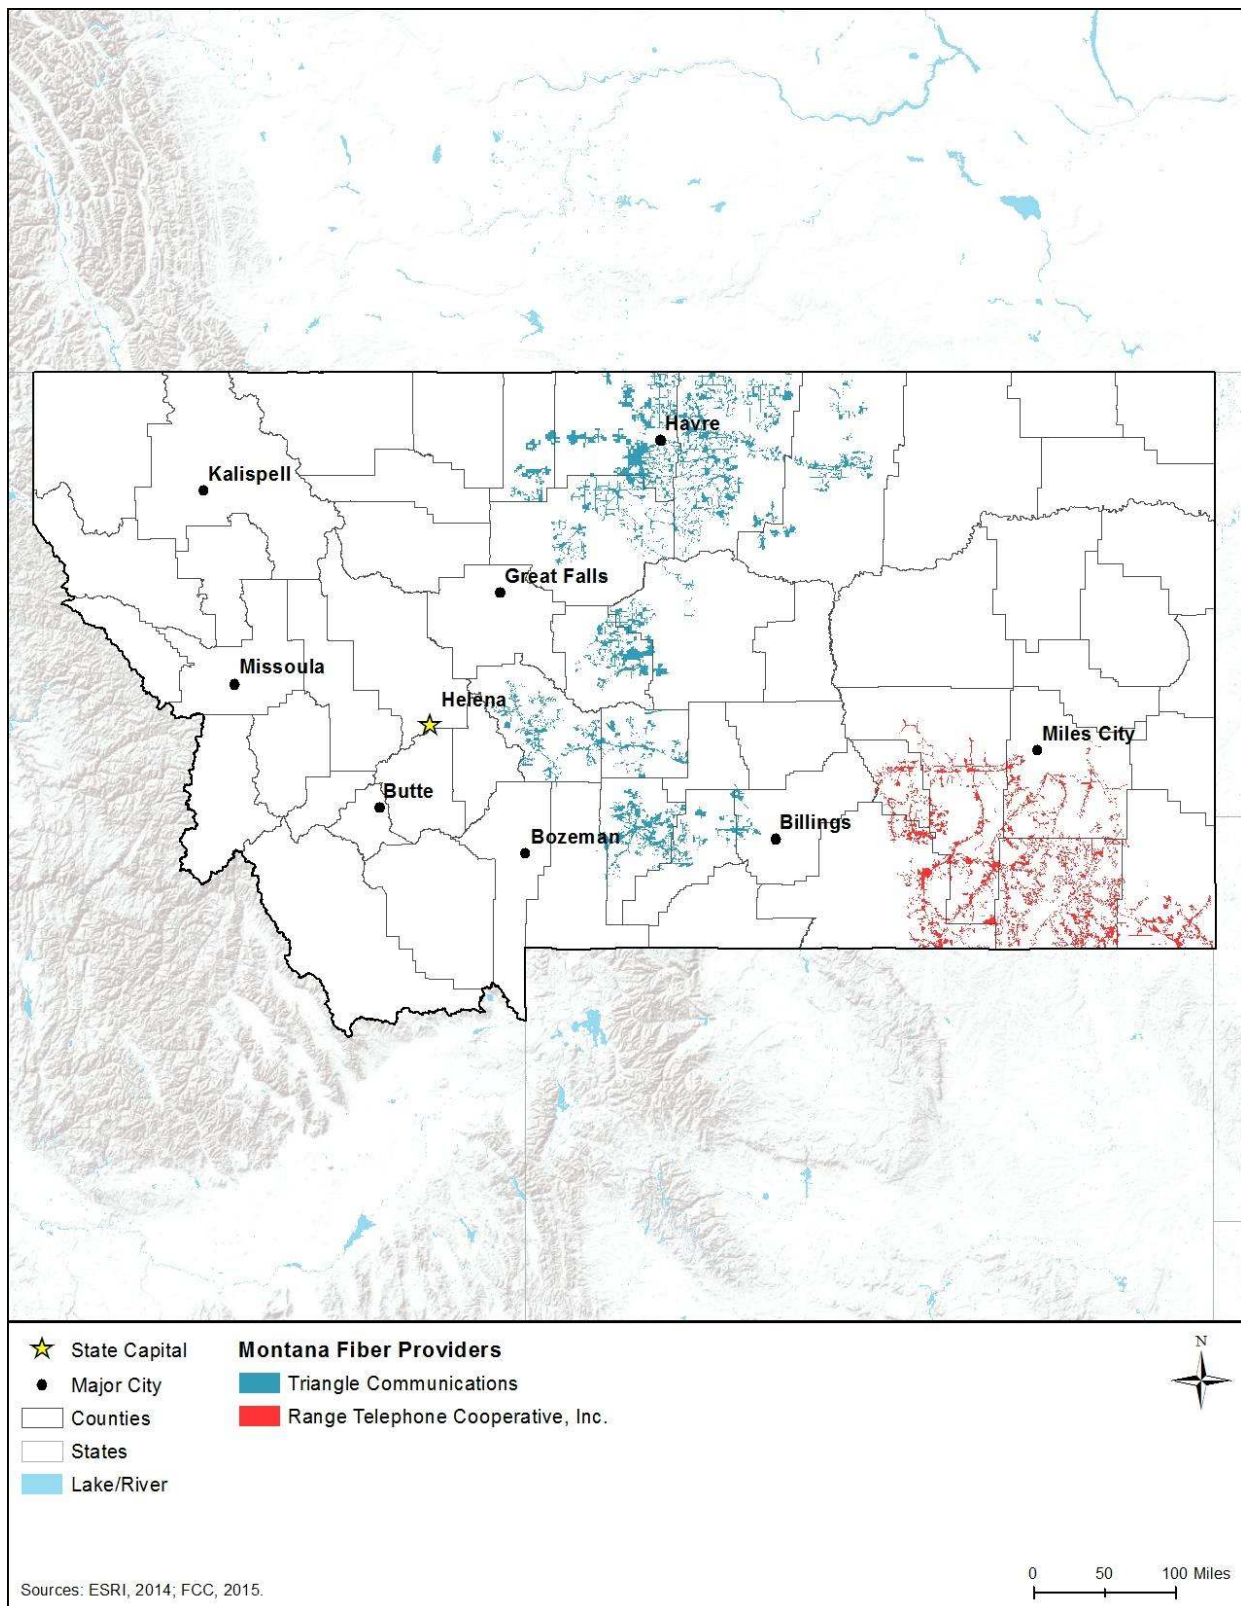 Havre
Kalispell
Great Falls
Missoula
Helena
Miles City
Butte
Billings
Bozeman
State Capital
Major City
Counties
States
Lake/River
Montana Fiber Providers
Triangle Communications
Range Telephone Cooperative, Inc.
N
0 50 100 Miles
Sources: ESRI, 2014; FCC, 2015.